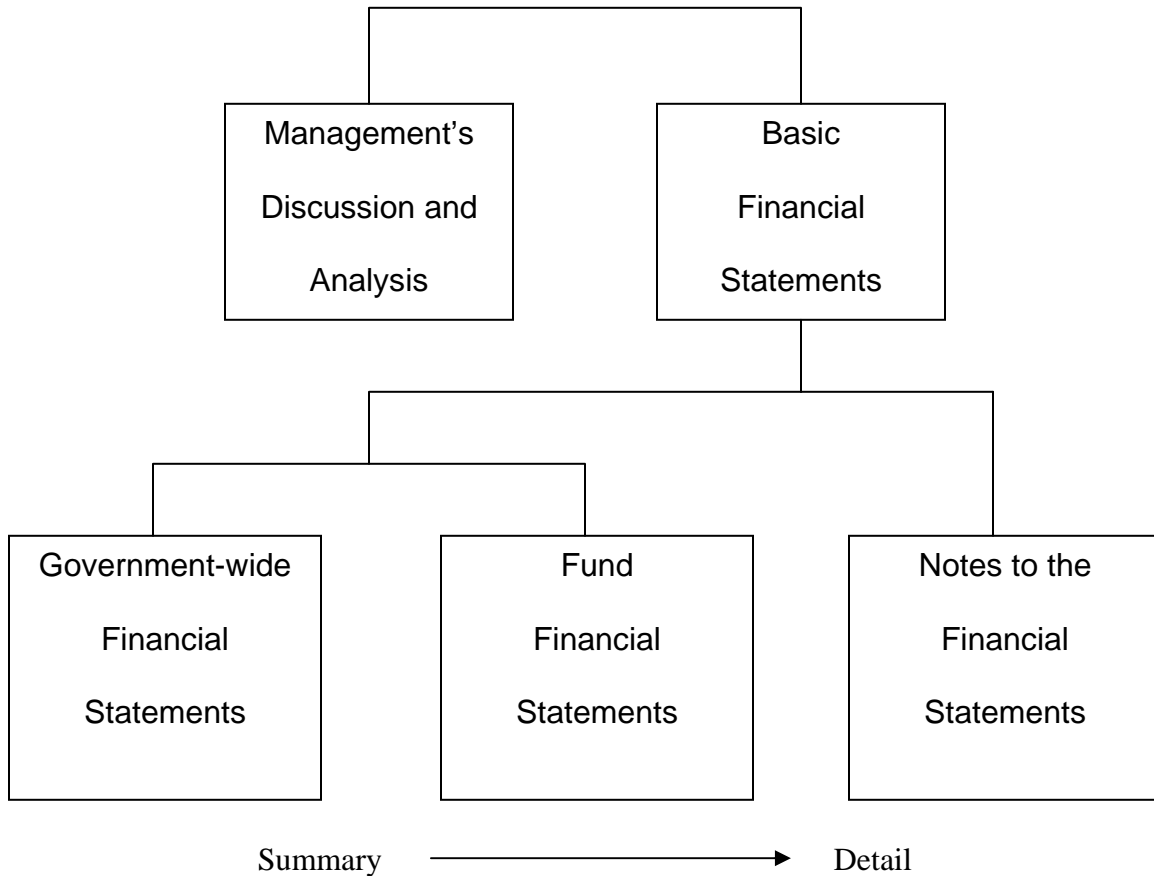 Management’s
Discussion and
Analysis
Basic
Financial
Statements
Government-wide
Financial
Statements
Fund
Financial
Statements
Notes to the
Financial
Statements
Summary
Detail